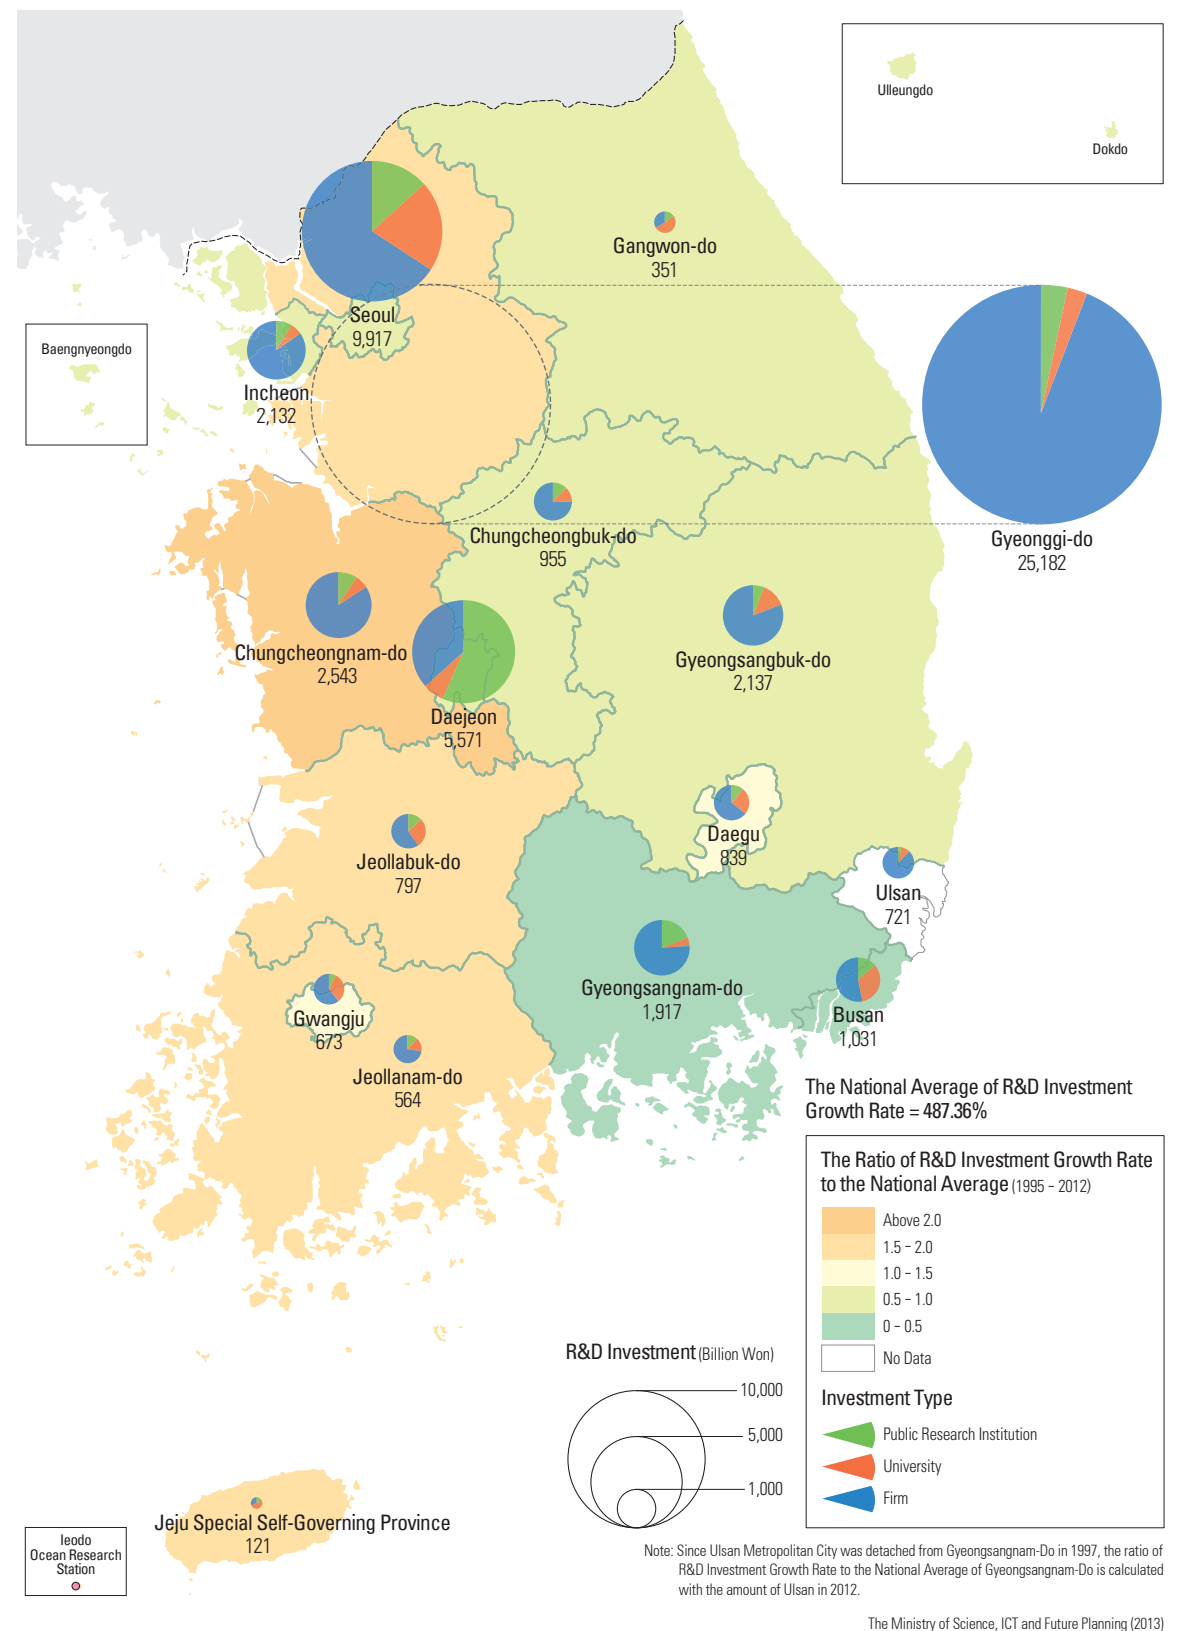 Ulleungdo
Dokdo
Gangwon-do
351
Seoul
9,917
Baengnyeongdo
Incheon
2,132
Chungcheongbuk-do
955
Gyeonggi-do
25,182
Chungcheongnam-do
2,543
Gyeongsangbuk-do
2,137
Daejeon
5,571
Daegu
839
Jeollabuk-do
797
Ulsan
721
Gyeongsangnam-do
1,917
Gwangju
673
Busan
1,031
Jeollanam-do
564
The National Average of R&D Investment
Growth Rate = 487.36%
The Ratio of R&D Investment Growth Rate
to the National Average (1995 - 2012)
Above 2.0
1.5 - 2.0
1.0 - 1.5
0.5 - 1.0
0 - 0.5
No Data
Investment Type
Public Research Institution
University
Firm
R&D Investment (Billion Won)
10,000
5,000
1,000
Jeju Special Self-Governing Province
121
Ieodo
Ocean Research
Station
Note: Since Ulsan Metropolitan City was detached from Gyeongsangnam-Do in 1997, the ratio of
R&D Investment Growth Rate to the National Average of Gyeongsangnam-Do is calculated
with the amount of Ulsan in 2012.
The Ministry of Science, ICT and Future Planning (2013)